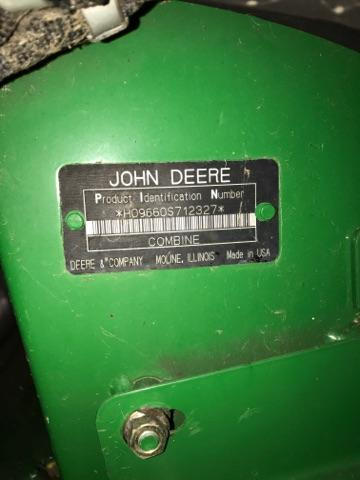 JOHN DEERE
Product Identification Number
*H09660S712327*
COMBINE
DEERE & COMPANY MOLINE, ILLINOIS Made in USA